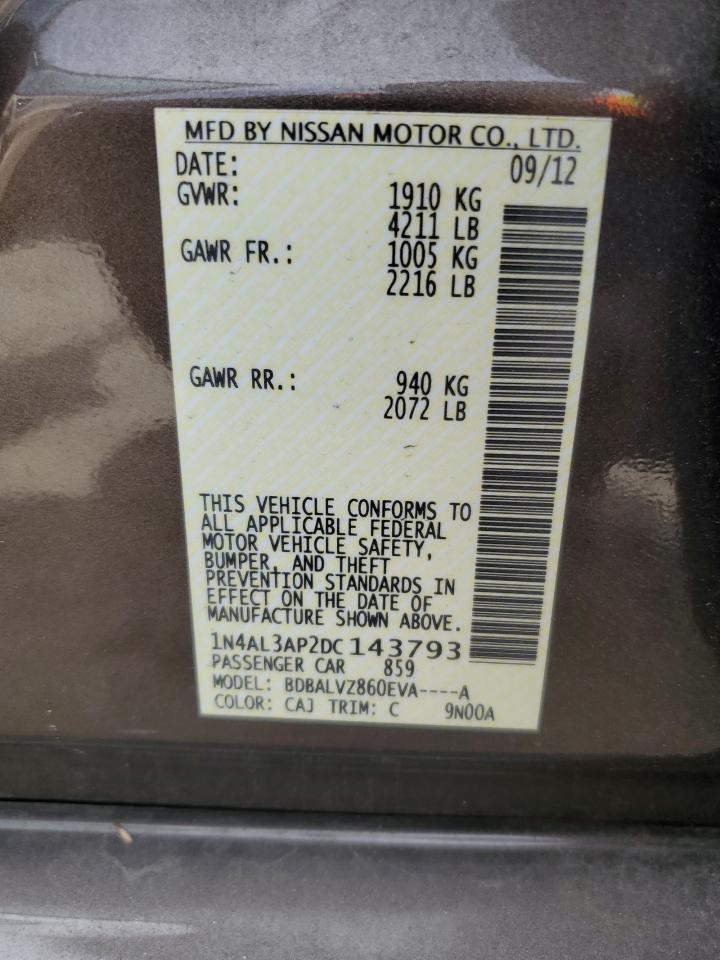 MFD BY NISSAN MOTOR CO., LTD.
DATE: 09/12
GVWR: 1910 KG
4211 LB
GAWR FR.: 1005 KG
2216 LB
GAWR RR.: 940 KG
2072 LB
THIS VEHICLE CONFORMS TO
ALL APPLICABLE FEDERAL
MOTOR VEHICLE SAFETY,
BUMPER, AND THEFT
PREVENTION STANDARDS IN
EFFECT ON THE DATE OF
MANUFACTURE SHOWN ABOVE.
1N4AL3AP2DC143793
PASSENGER CAR 859
MODEL: BDBALVZ860EVA----A
COLOR: CAJ TRIM: C 9N00A